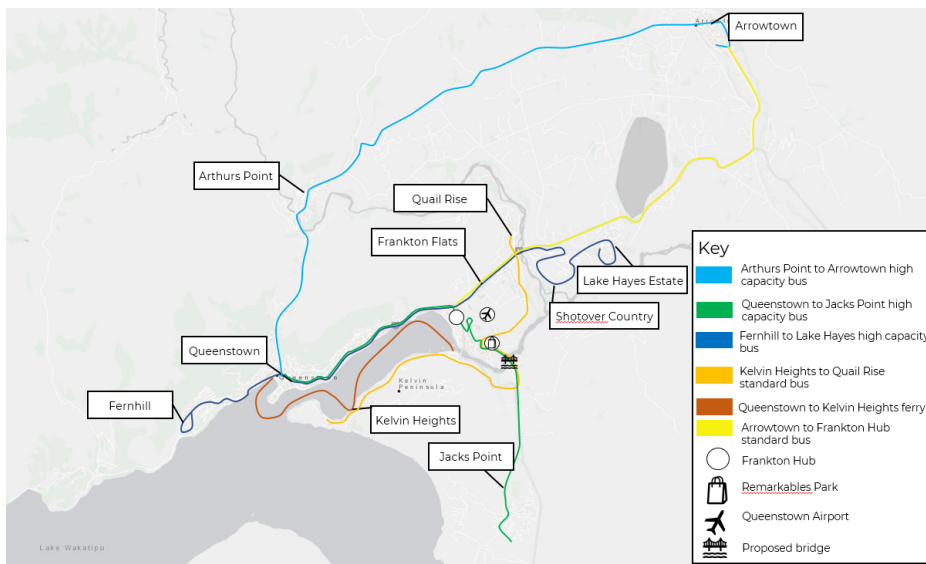 Arrowtown
Arthurs Point
Quail Rise
Frankton Flats
Lake Hayes Estate
Shotover Country
Queenstown
Kelvin
Peninsula
Fernhill
Kelvin Heights
Jacks Point
Lake Wakatipu
Key
Arthurs Point to Arrowtown high
capacity bus
Queenstown to Jacks Point high
capacity bus
Fernhill to Lake Hayes high capacity
bus
Kelvin Heights to Quail Rise
standard bus
Queenstown to Kelvin Heights ferry
Arrowtown to Frankton Hub
standard bus
Frankton Hub
Remarkables Park
Queenstown Airport
Proposed bridge